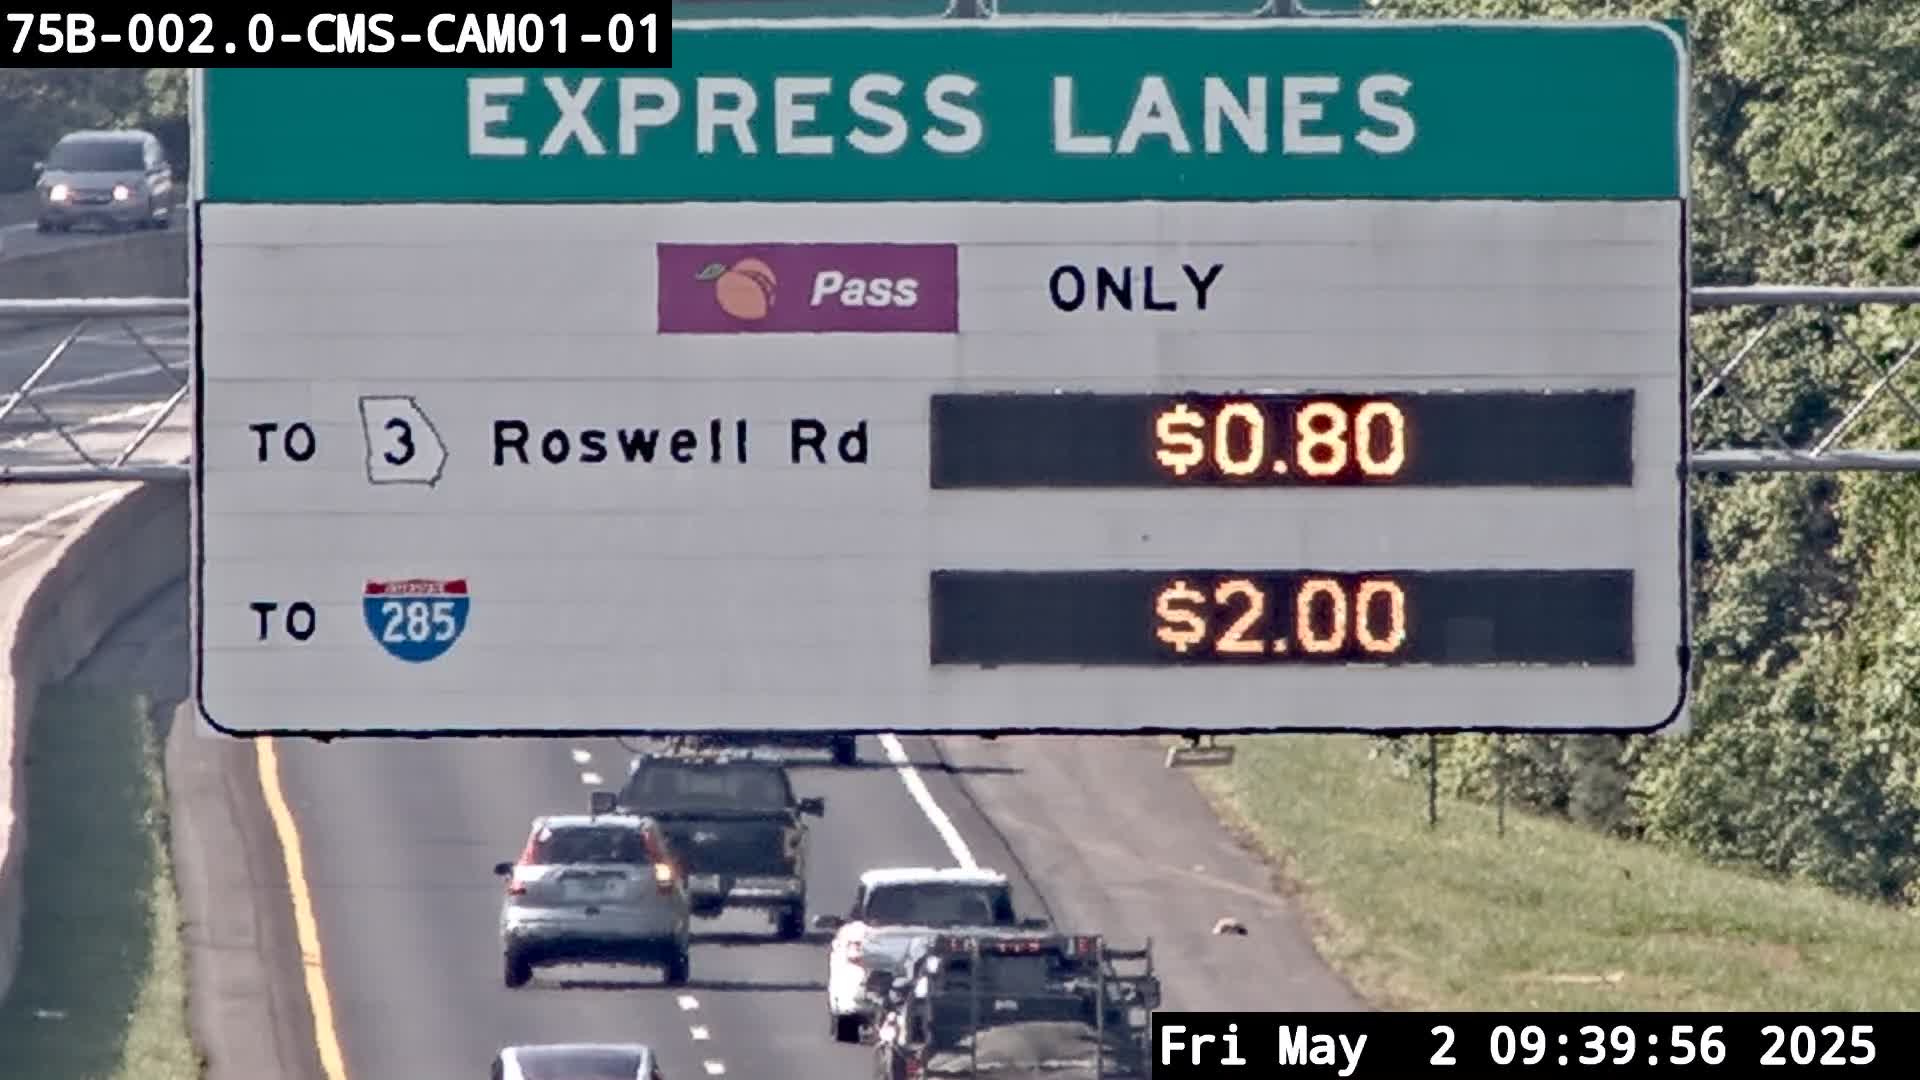 75B-002.0-CMS-CAM01-01
EXPRESS LANES
Pass ONLY
TO 3 Roswell Rd $0.80
INTERSTATE
TO 285 $2.00
Fri May  2 09:39:56 2025